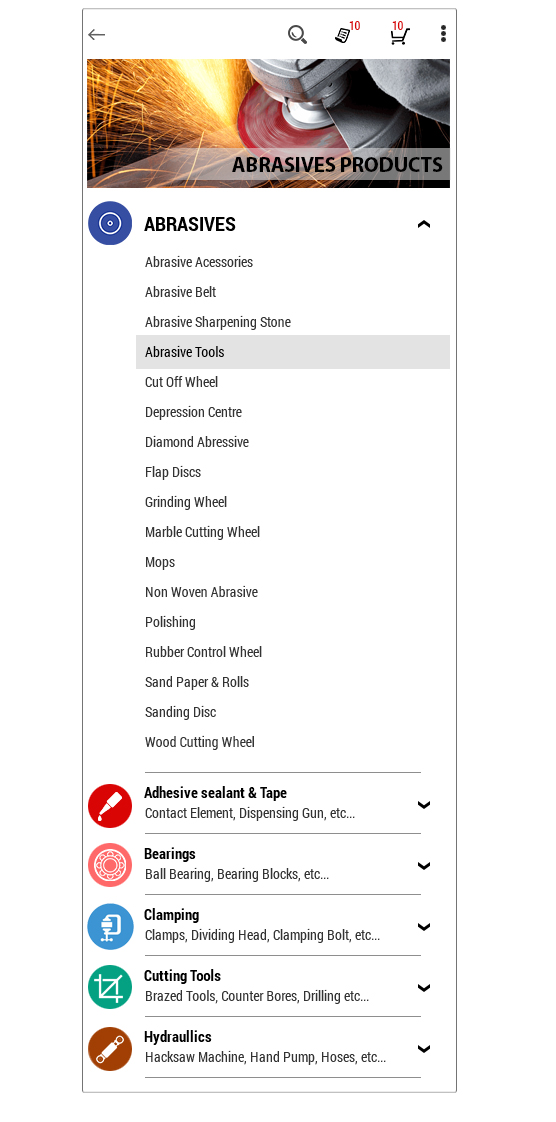 10
10
ABRASIVES PRODUCTS
ABRASIVES
Abrasive Acessories
Abrasive Belt
Abrasive Sharpening Stone
Abrasive Tools
Cut Off Wheel
Depression Centre
Diamond Abressive
Flap Discs
Grinding Wheel
Marble Cutting Wheel
Mops
Non Woven Abrasive
Polishing
Rubber Control Wheel
Sand Paper & Rolls
Sanding Disc
Wood Cutting Wheel
Adhesive sealant & Tape
Contact Element, Dispensing Gun, etc...
Bearings
Ball Bearing, Bearing Blocks, etc...
Clamping
Clamps, Dividing Head, Clamping Bolt, etc...
Cutting Tools
Brazed Tools, Counter Bores, Drilling etc...
Hydraullics
Hacksaw Machine, Hand Pump, Hoses, etc...